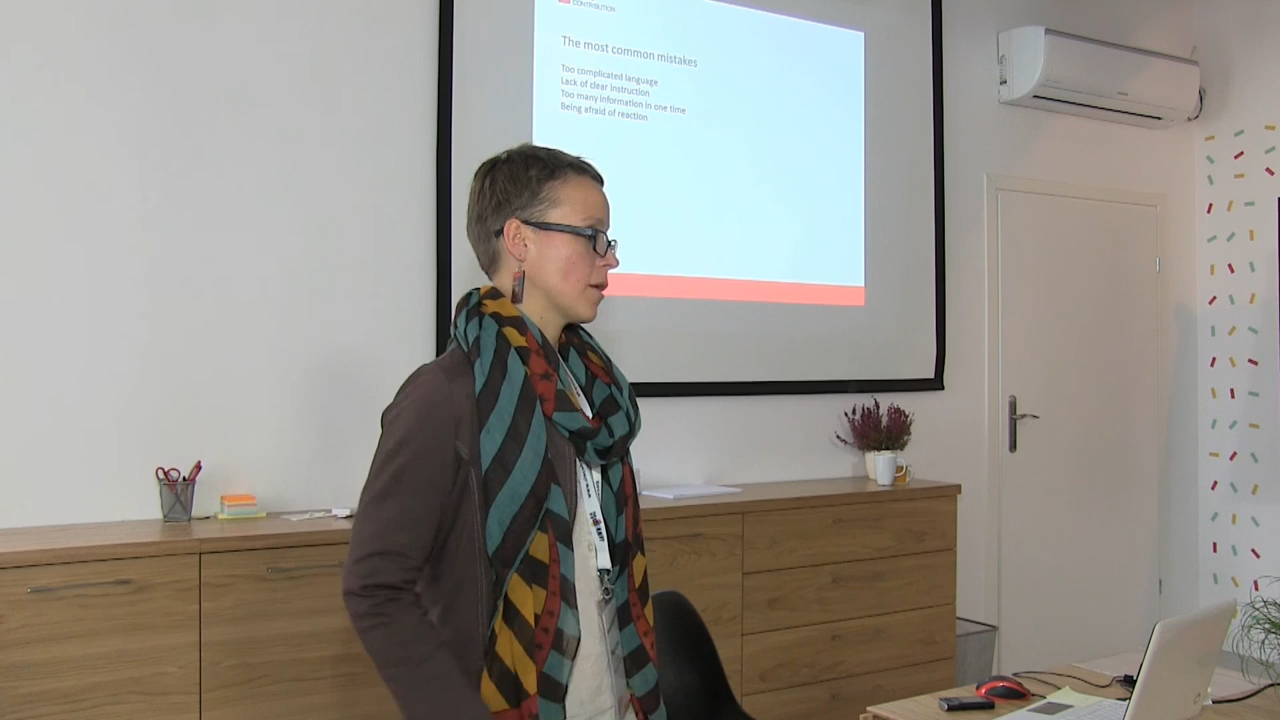 CONTRIBUTION
The most common mistakes
Too complicated language
Lack of clear instruction
Too many information in one time
Being afraid of reaction